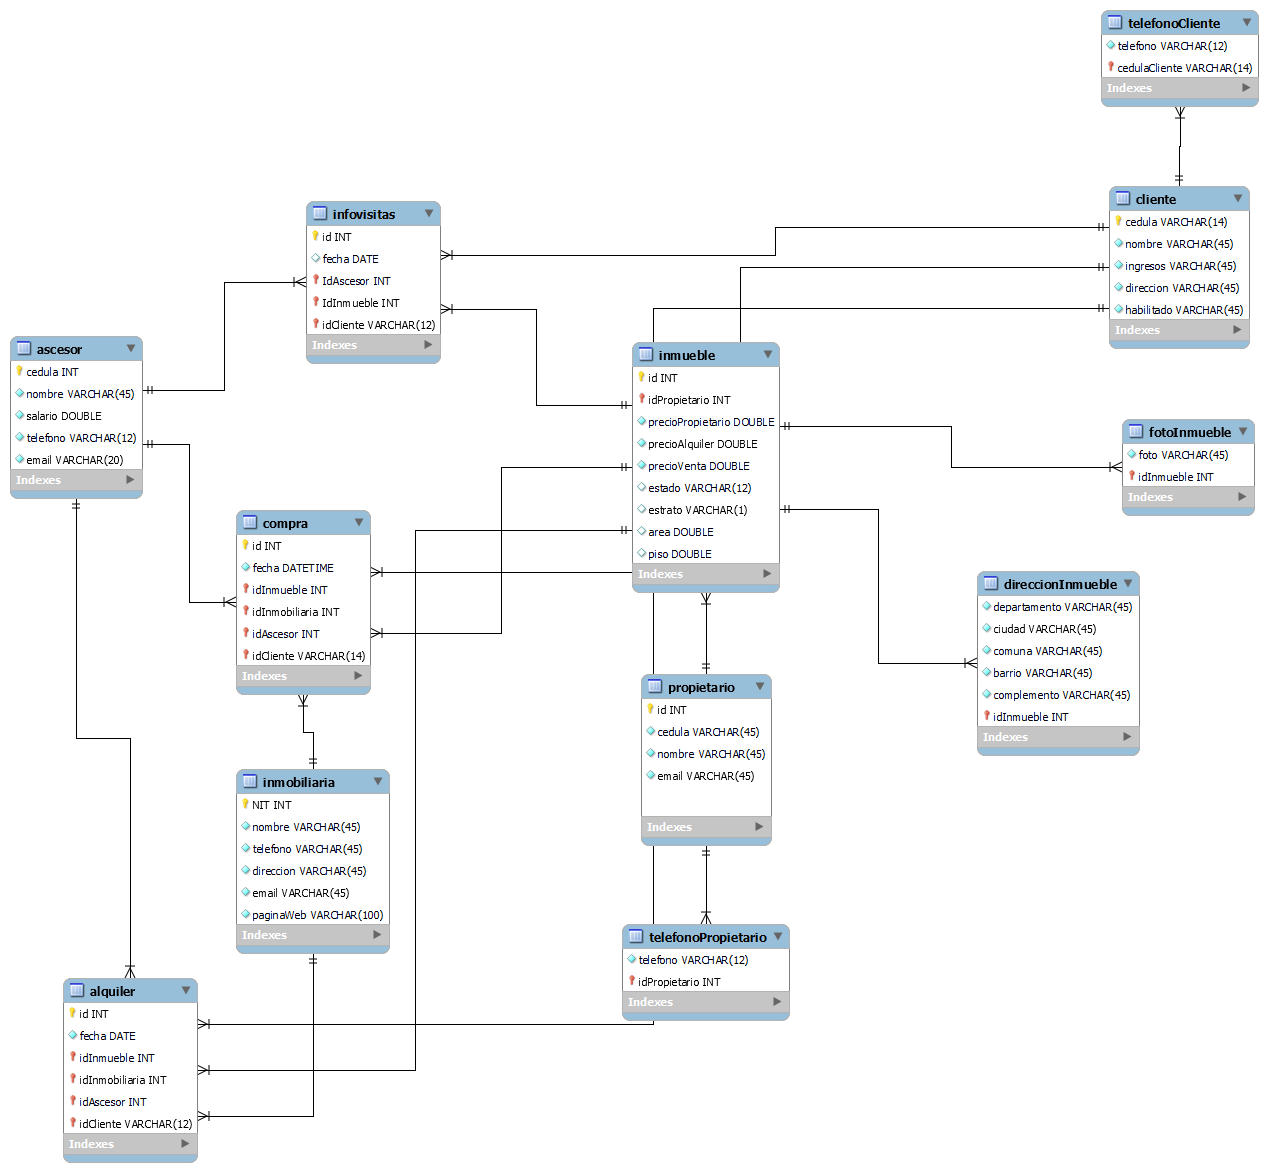 telefonoCliente
telefono VARCHAR(12)
cedulaCliente VARCHAR(14)
Indexes
cliente
cedula VARCHAR(14)
nombre VARCHAR(45)
ingresos VARCHAR(45)
direccion VARCHAR(45)
habilitado VARCHAR(45)
Indexes
infovisitas
id INT
fecha DATE
IdAscesor INT
IdInmueble INT
idCliente VARCHAR(12)
Indexes
ascesor
cedula INT
nombre VARCHAR(45)
salario DOUBLE
telefono VARCHAR(12)
email VARCHAR(20)
Indexes
inmueble
id INT
idPropietario INT
precioPropietario DOUBLE
precioAlquiler DOUBLE
precioVenta DOUBLE
estado VARCHAR(12)
estrato VARCHAR(1)
area DOUBLE
piso DOUBLE
Indexes
fotoInmueble
foto VARCHAR(45)
idInmueble INT
Indexes
compra
id INT
fecha DATETIME
idInmueble INT
idInmobiliaria INT
idAscesor INT
idCliente VARCHAR(14)
Indexes
direccionInmueble
departamento VARCHAR(45)
ciudad VARCHAR(45)
comuna VARCHAR(45)
barrio VARCHAR(45)
complemento VARCHAR(45)
idInmueble INT
Indexes
propietario
id INT
cedula VARCHAR(45)
nombre VARCHAR(45)
email VARCHAR(45)
Indexes
inmobiliaria
NIT INT
nombre VARCHAR(45)
telefono VARCHAR(45)
direccion VARCHAR(45)
email VARCHAR(45)
paginaWeb VARCHAR(100)
Indexes
telefonoPropietario
telefono VARCHAR(12)
idPropietario INT
Indexes
alquiler
id INT
fecha DATE
idInmueble INT
idInmobiliaria INT
idAscesor INT
idCliente VARCHAR(12)
Indexes